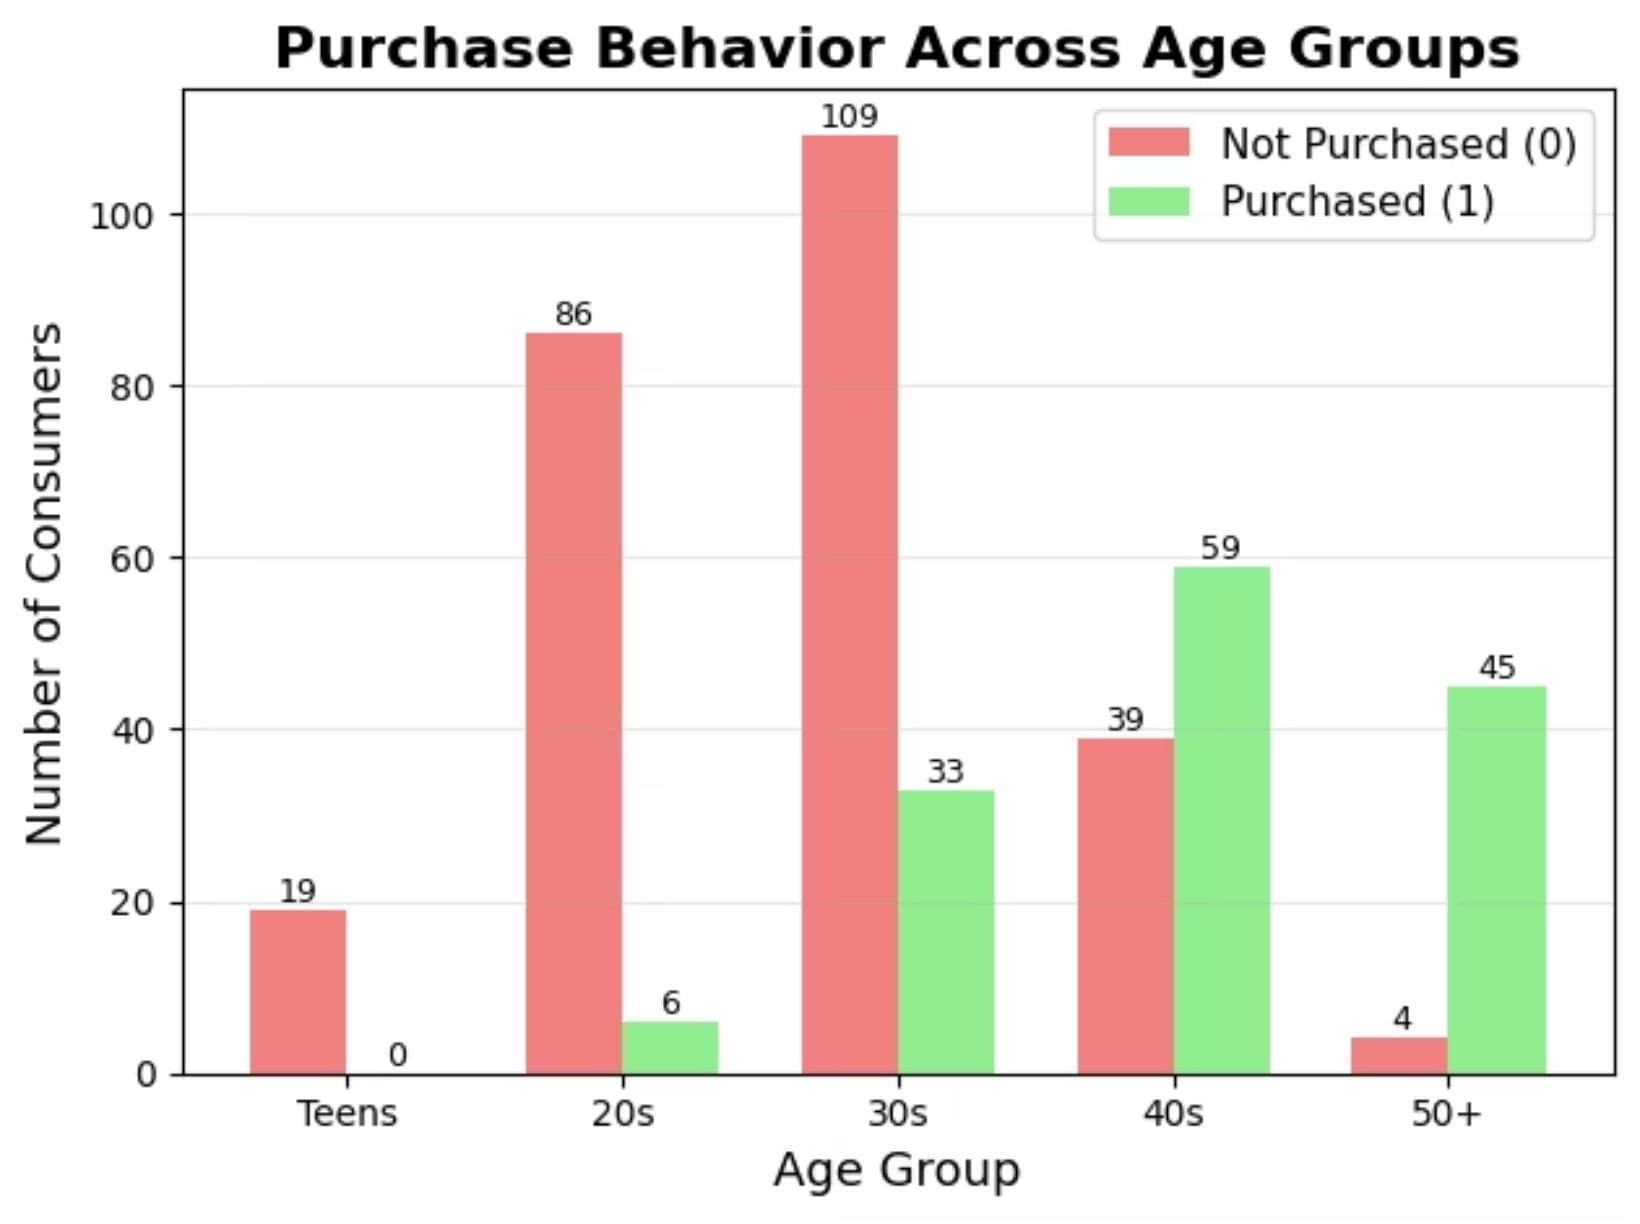 Purchase Behavior Across Age Groups
Not Purchased (0)
Purchased (1)
Number of Consumers
100
80
60
40
20
0
19
0
86
6
109
33
39
59
4
45
Teens
20s
30s
40s
50+
Age Group